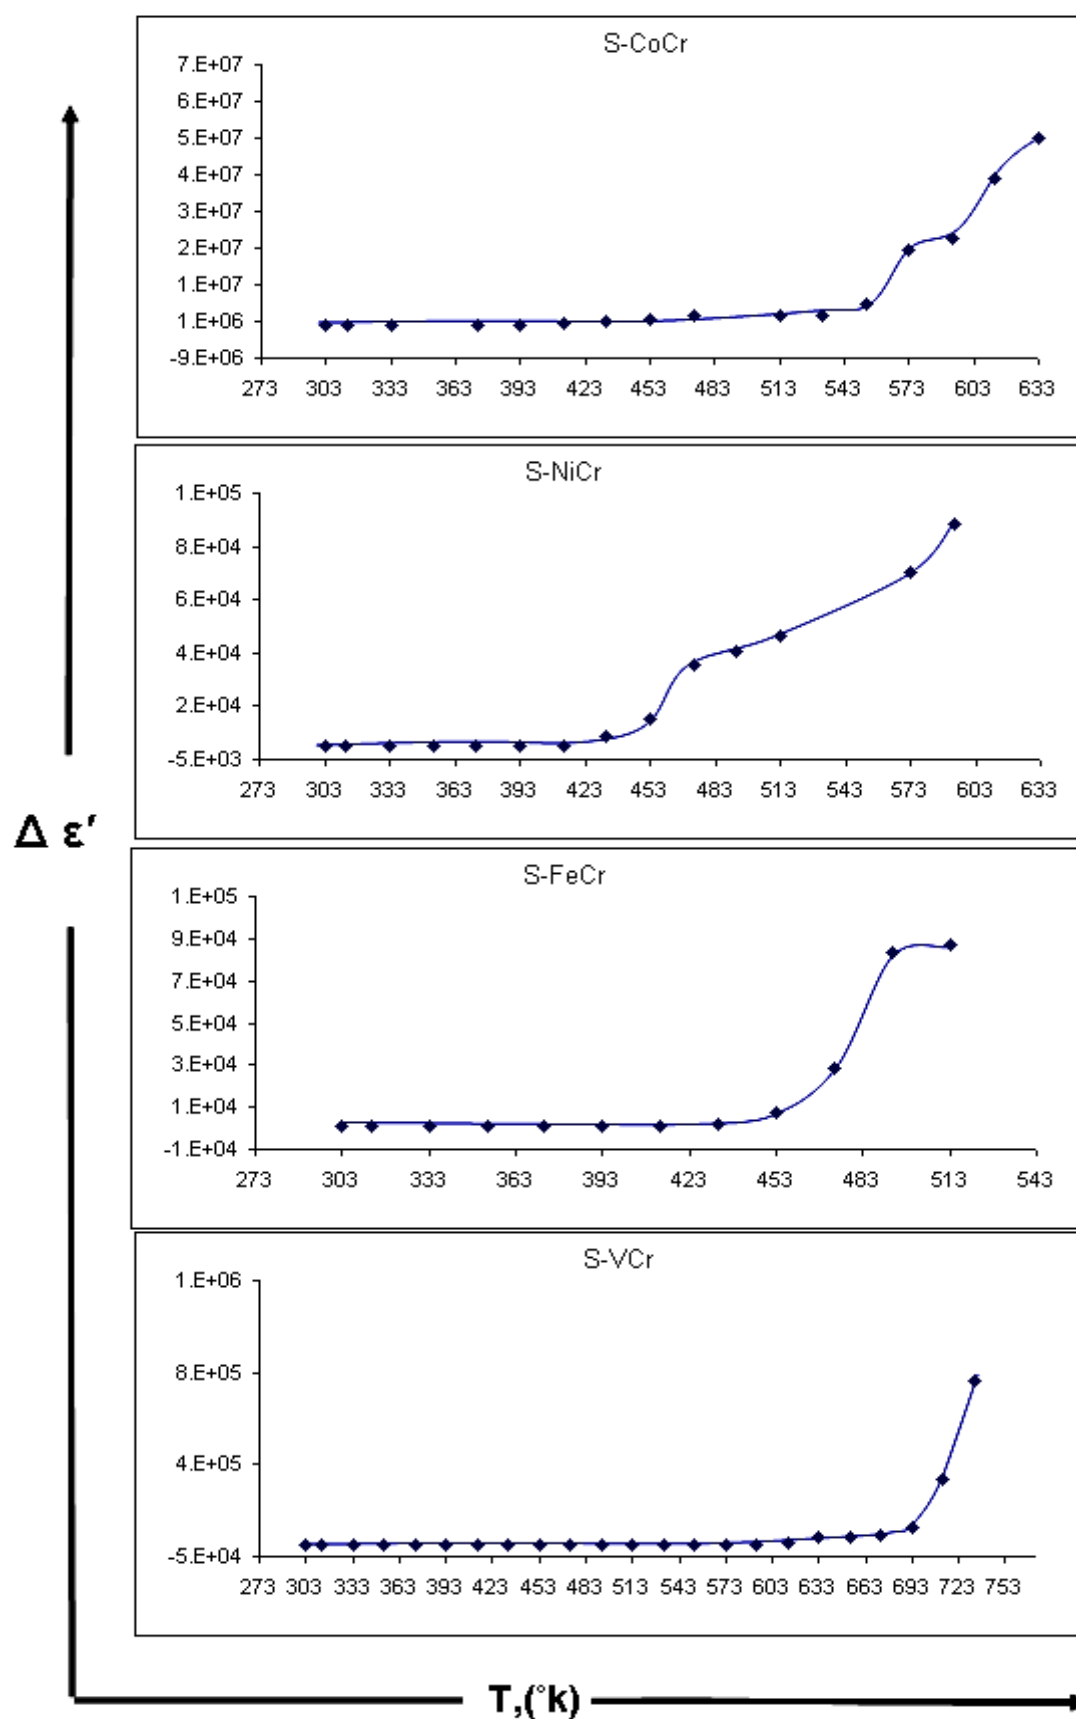 S-CoCr
7.E+07
6.E+07
5.E+07
4.E+07
3.E+07
2.E+07
1.E+07
1.E+06
-9.E+06
273 303 333 363 393 423 453 483 513 543 573 603 633
S-NiCr
1.E+05
8.E+04
6.E+04
4.E+04
2.E+04
-5.E+03
273 303 333 363 393 423 453 483 513 543 573 603 633
Δ ε′
S-FeCr
1.E+05
9.E+04
7.E+04
5.E+04
3.E+04
1.E+04
-1.E+04
273 303 333 363 393 423 453 483 513 543
S-VCr
1.E+06
8.E+05
4.E+05
-5.E+04
273 303 333 363 393 423 453 483 513 543 573 603 633 663 693 723 753
T,(°k)